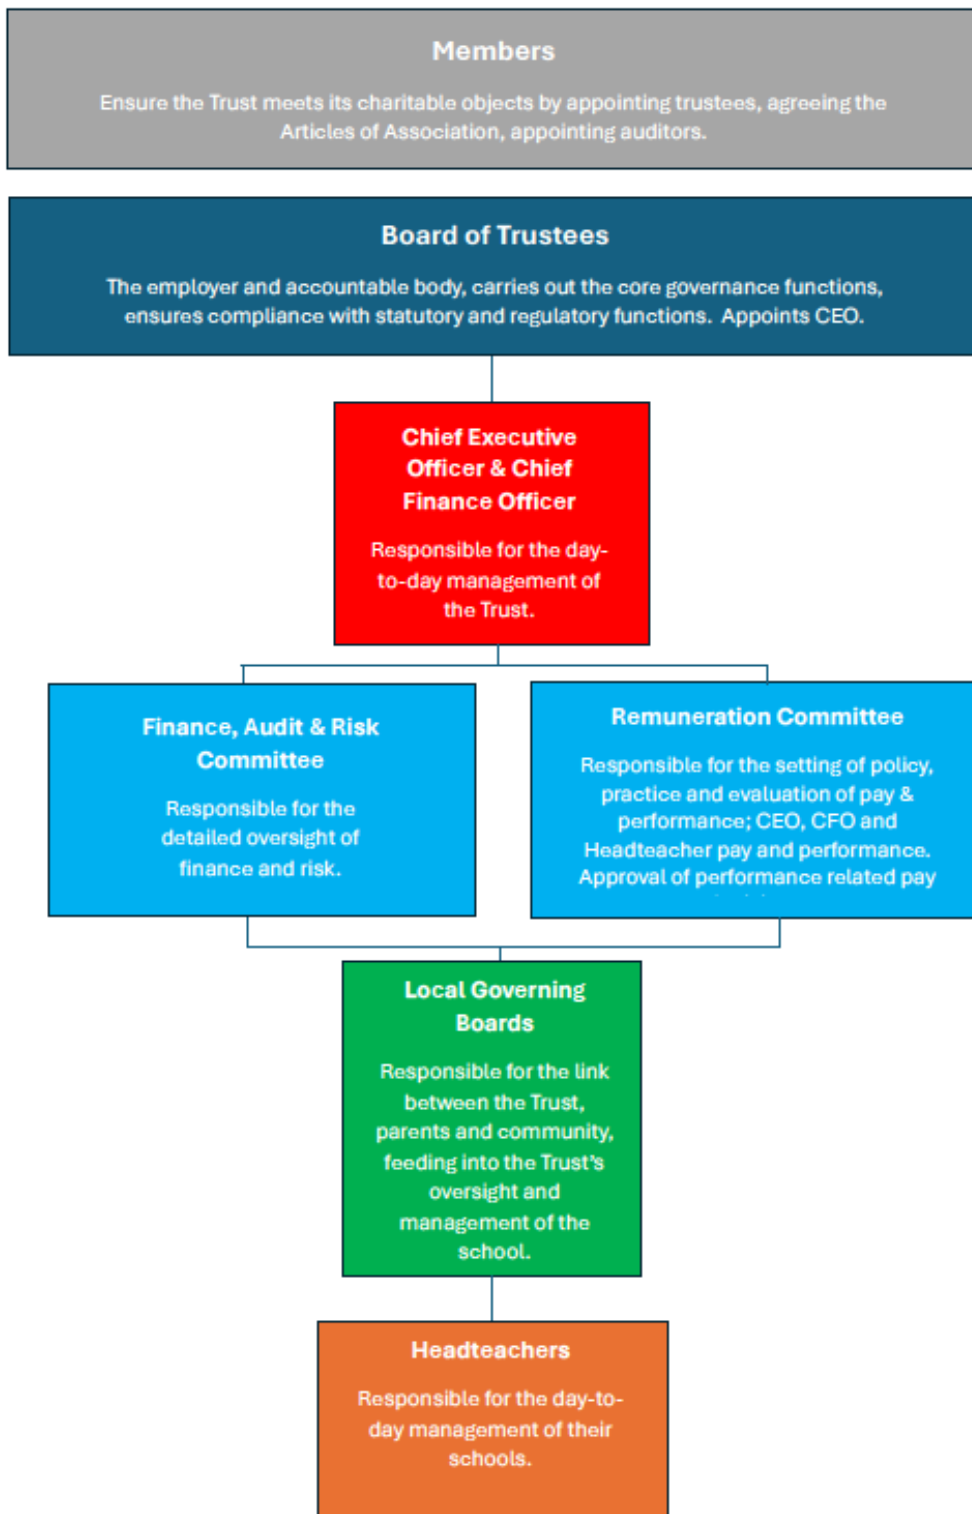 Members
Ensure the Trust meets its charitable objects by appointing trustees, agreeing the
Articles of Association, appointing auditors.
Board of Trustees
The employer and accountable body, carries out the core governance functions,
ensures compliance with statutory and regulatory functions. Appoints CEO.
Chief Executive
Officer & Chief
Finance Officer
Responsible for the day-
to-day management of
the Trust.
Finance, Audit & Risk
Committee
Responsible for the
detailed oversight of
finance and risk.
Remuneration Committee
Responsible for the setting of policy,
practice and evaluation of pay &
performance; CEO, CFO and
Headteacher pay and performance.
Approval of performance related pay
Local Governing
Boards
Responsible for the link
between the Trust,
parents and community,
feeding into the Trust's
oversight and
management of the
school.
Headteachers
Responsible for the day-to-
day management of their
schools.